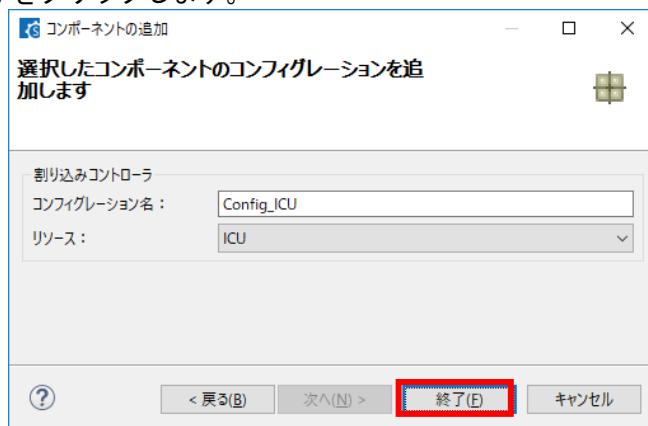 をクリックします。
コンポーネントの追加
選択したコンポーネントのコンフィグレーションを追
加します
割り込みコントローラ
コンフィグレーション名：
Config_ICU
リソース：
ICU
< 戻る(B) 次へ(N) > 終了(F) キャンセル